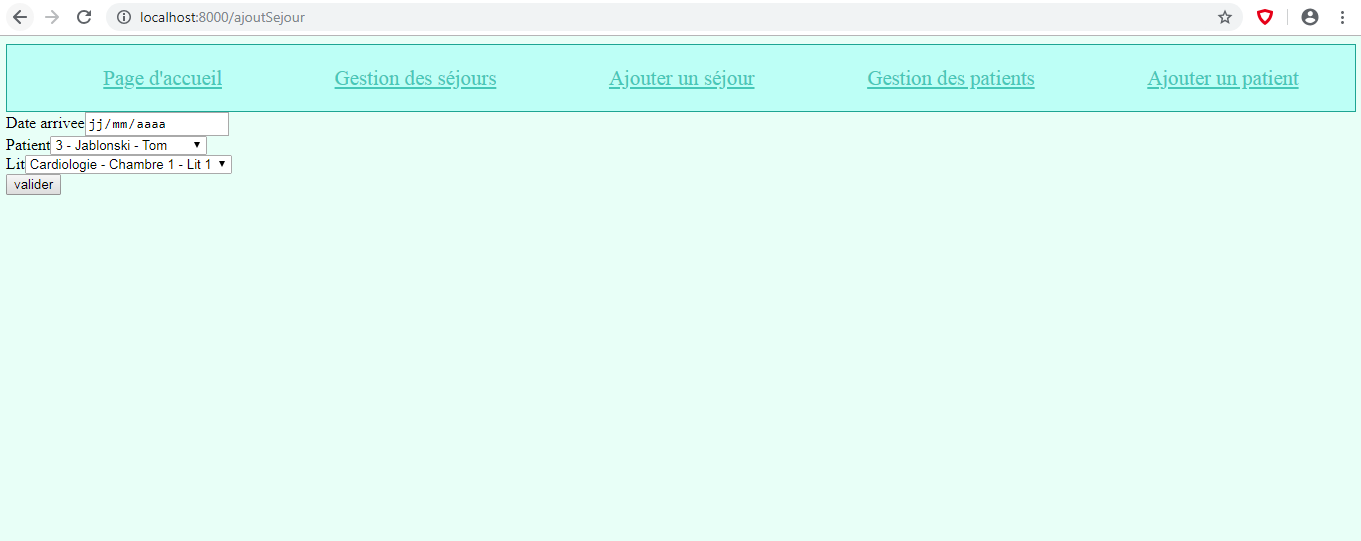 localhost:8000/ajoutSejour
Page d'accueil Gestion des séjours Ajouter un séjour Gestion des patients Ajouter un patient
Date arrivee jj/mm/aaaa
Patient 3 - Jablonski - Tom
Lit Cardiologie - Chambre 1 - Lit 1
valider